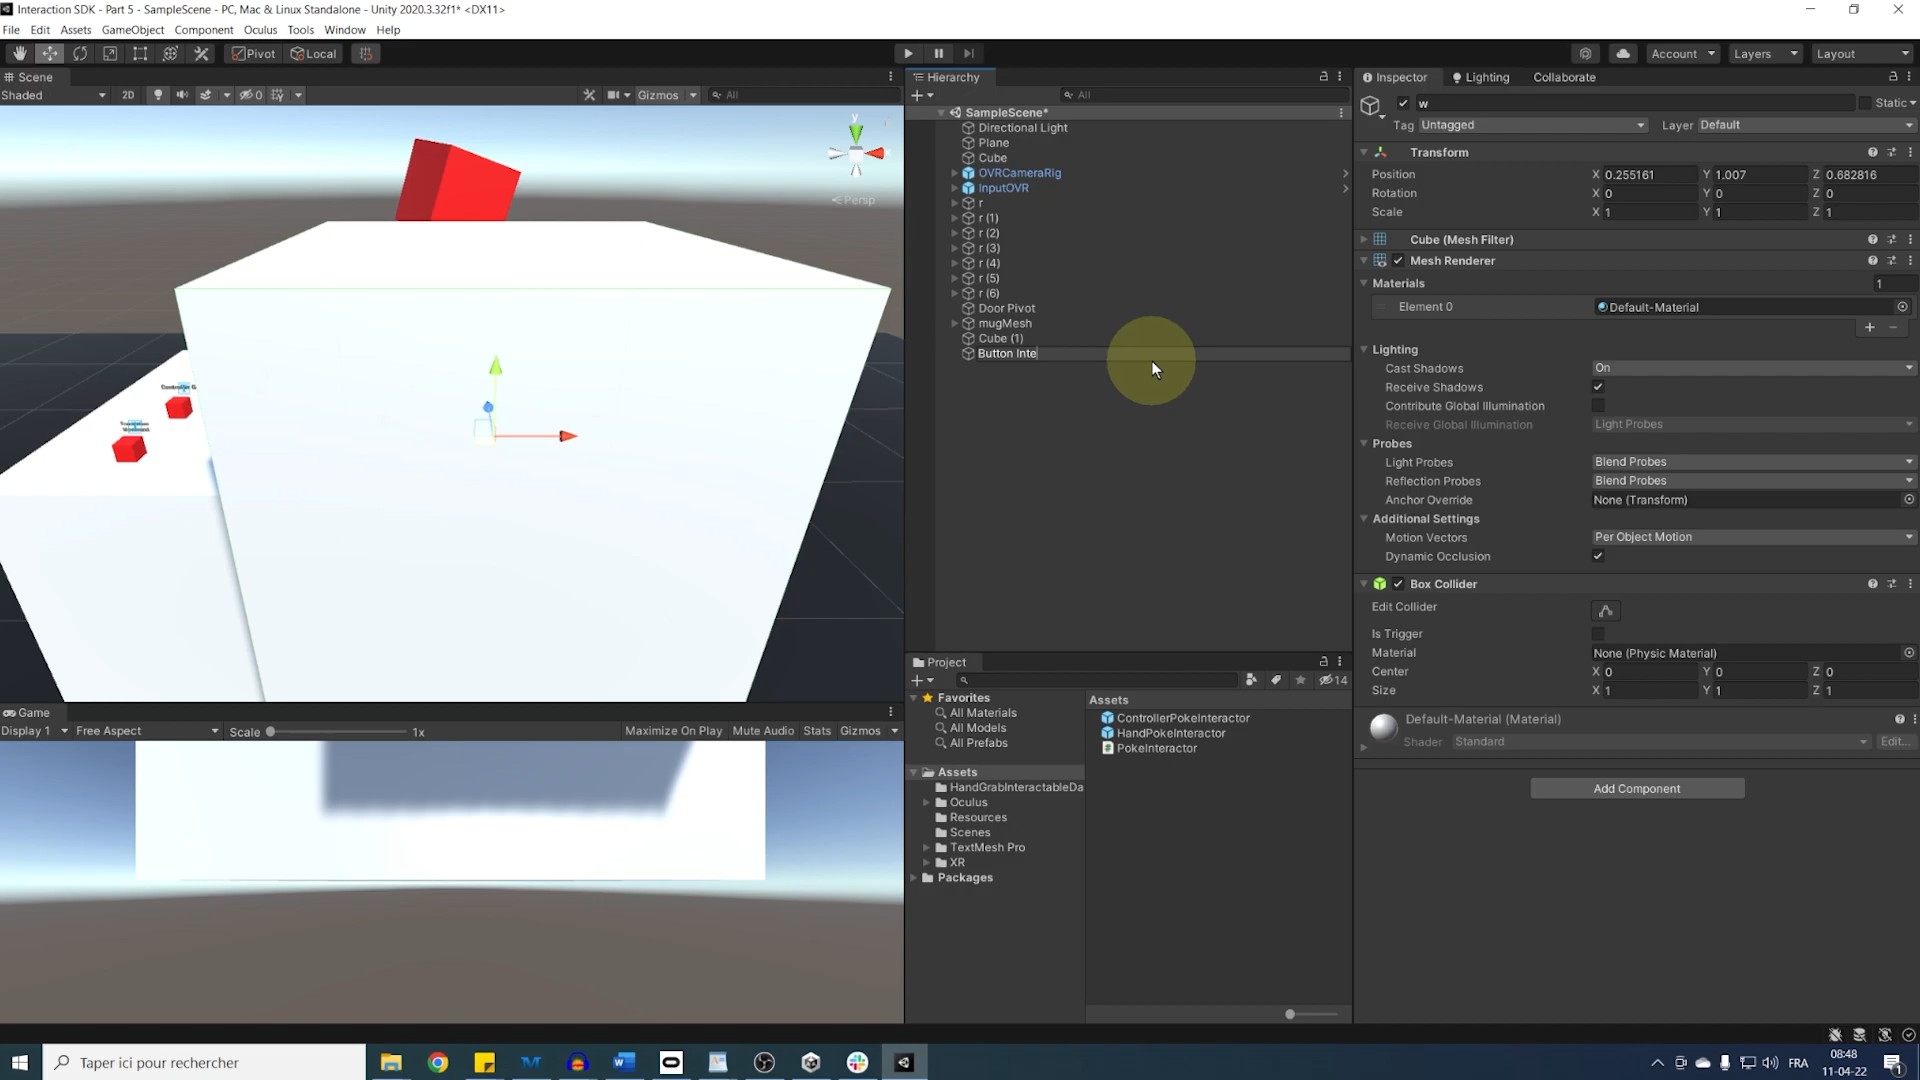 Interaction SDK - Part 5 - SampleScene - PC, Mac & Linux Standalone - Unity 2020.3.32f1* <DX11>
File Edit Assets GameObject Component Oculus Tools Window Help
Pivot Local Account Layers Layout
Scene
Shaded 2D 0 Gizmos All
y
Persp
Game
Display 1 Free Aspect Scale 1x Maximize On Play Mute Audio Stats Gizmos
Hierarchy
All
SampleScene*
Directional Light
Plane
Cube
OVRCameraRig
InputOVR
r
r (1)
r (2)
r (3)
r (4)
r (5)
r (6)
Door Pivot
mugMesh
Cube (1)
Button Inte
Project
14
Favorites
All Materials
All Models
All Prefabs
Assets
HandGrabInteractableDa
Oculus
Resources
Scenes
TextMesh Pro
XR
Packages
Assets
ControllerPokeInteractor
HandPokeInteractor
PokeInteractor
Inspector Lighting Collaborate
w Static
Tag Untagged Layer Default
Transform
Position X 0.255161 Y 1.007 Z 0.682816
Rotation X 0 Y 0 Z 0
Scale X 1 Y 1 Z 1
Cube (Mesh Filter)
Mesh Renderer
Materials 1
Element 0 Default-Material
Lighting
Cast Shadows On
Receive Shadows
Contribute Global Illumination
Receive Global Illumination Light Probes
Probes
Light Probes Blend Probes
Reflection Probes Blend Probes
Anchor Override None (Transform)
Additional Settings
Motion Vectors Per Object Motion
Dynamic Occlusion
Box Collider
Edit Collider
Is Trigger
Material None (Physic Material)
Center X 0 Y 0 Z 0
Size X 1 Y 1 Z 1
Default-Material (Material)
Shader Standard Edit...
Add Component
Taper ici pour rechercher
FRA
08:48
11-04-22
1